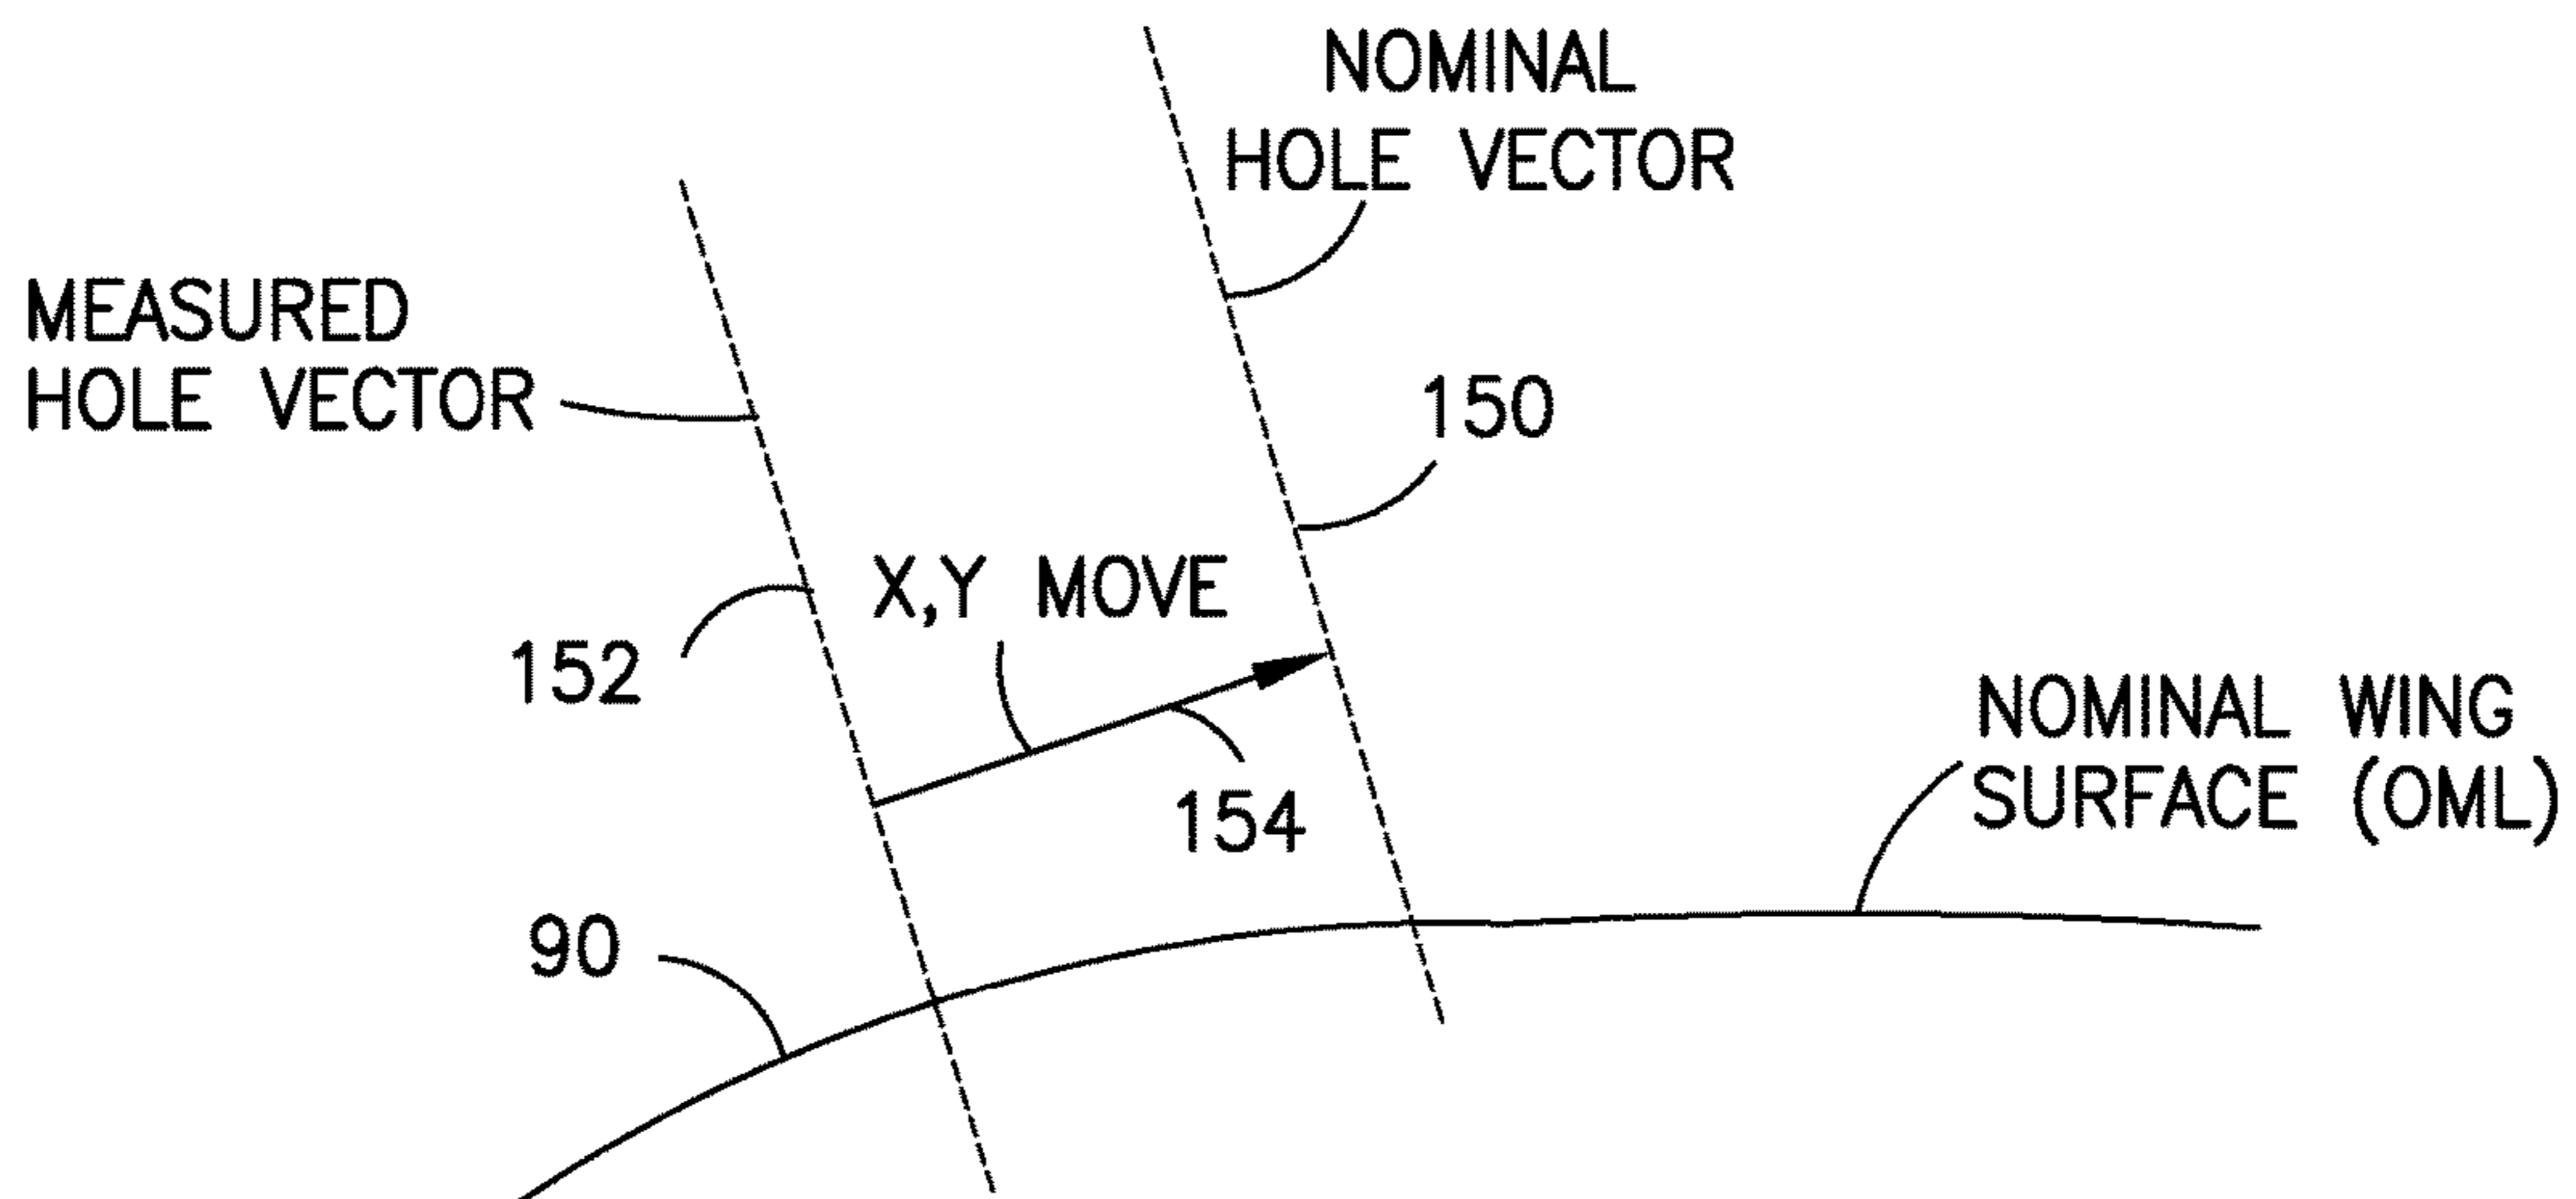 NOMINAL
HOLE VECTOR
MEASURED
HOLE VECTOR
150
X,Y MOVE
152
154
NOMINAL WING
SURFACE (OML)
90